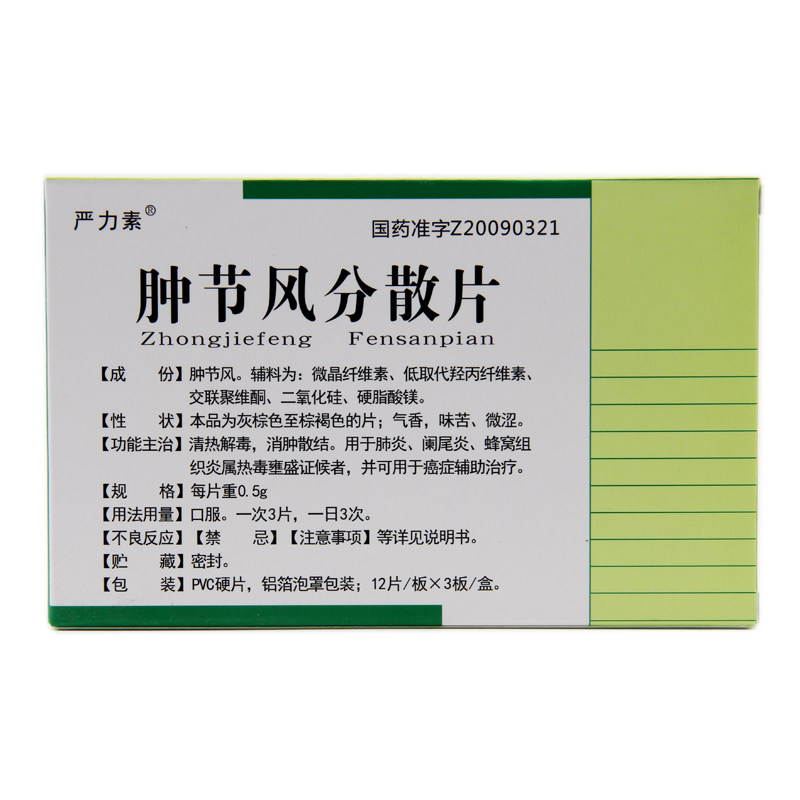 严力素®
国药准字Z20090321
肿节风分散片
Zhongjiefeng Fensanpian
【成 份】肿节风。辅料为：微晶纤维素、低取代羟丙纤维素、
交联聚维酮、二氧化硅、硬脂酸镁。
【性 状】本品为灰棕色至棕褐色的片；气香，味苦、微涩。
【功能主治】清热解毒，消肿散结。用于肺炎、阑尾炎、蜂窝组
织炎属热毒壅盛证候者，并可用于癌症辅助治疗。
【规 格】每片重0.5g
【用法用量】口服。一次3片，一日3次。
【不良反应】【禁 忌】【注意事项】等详见说明书。
【贮 藏】密封。
【包 装】PVC硬片，铝箔泡罩包装；12片/板×3板/盒。